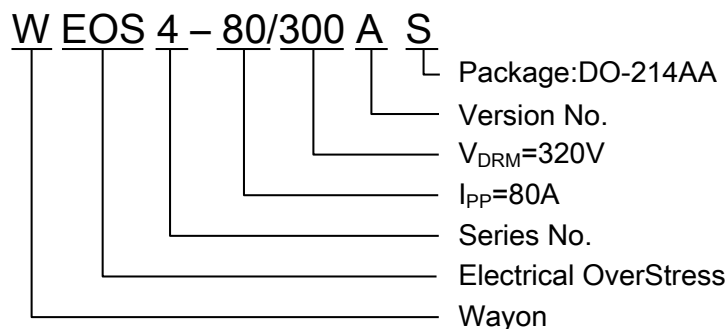 W EOS 4 – 80/300 A S
Package:DO-214AA
Version No.
VDRM=320V
IPP=80A
Series No.
Electrical OverStress
Wayon